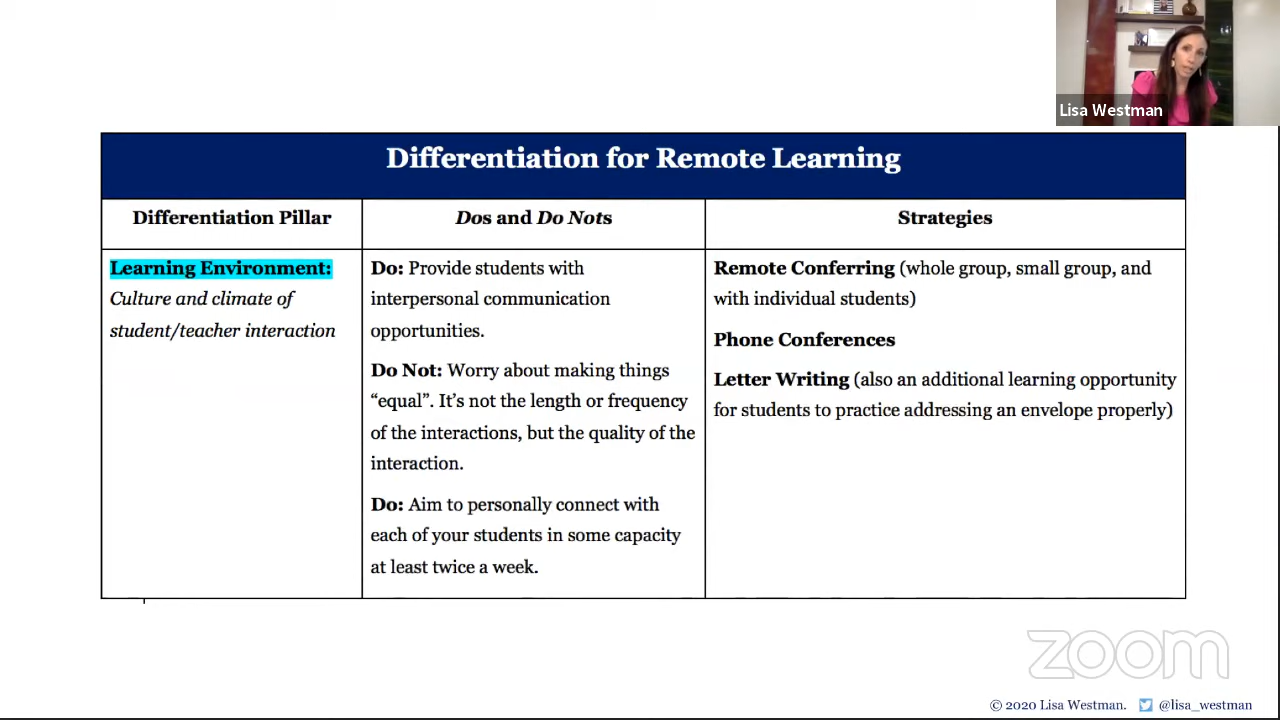 Lisa Westman
Differentiation for Remote Learning
Differentiation Pillar
Dos and Do Nots
Strategies
Learning Environment:
Culture and climate of
student/teacher interaction
Do: Provide students with
interpersonal communication
opportunities.
Do Not: Worry about making things
“equal”. It’s not the length or frequency
of the interactions, but the quality of the
interaction.
Do: Aim to personally connect with
each of your students in some capacity
at least twice a week.
Remote Conferring (whole group, small group, and
with individual students)
Phone Conferences
Letter Writing (also an additional learning opportunity
for students to practice addressing an envelope properly)
zoom
© 2020 Lisa Westman. @lisa_westman